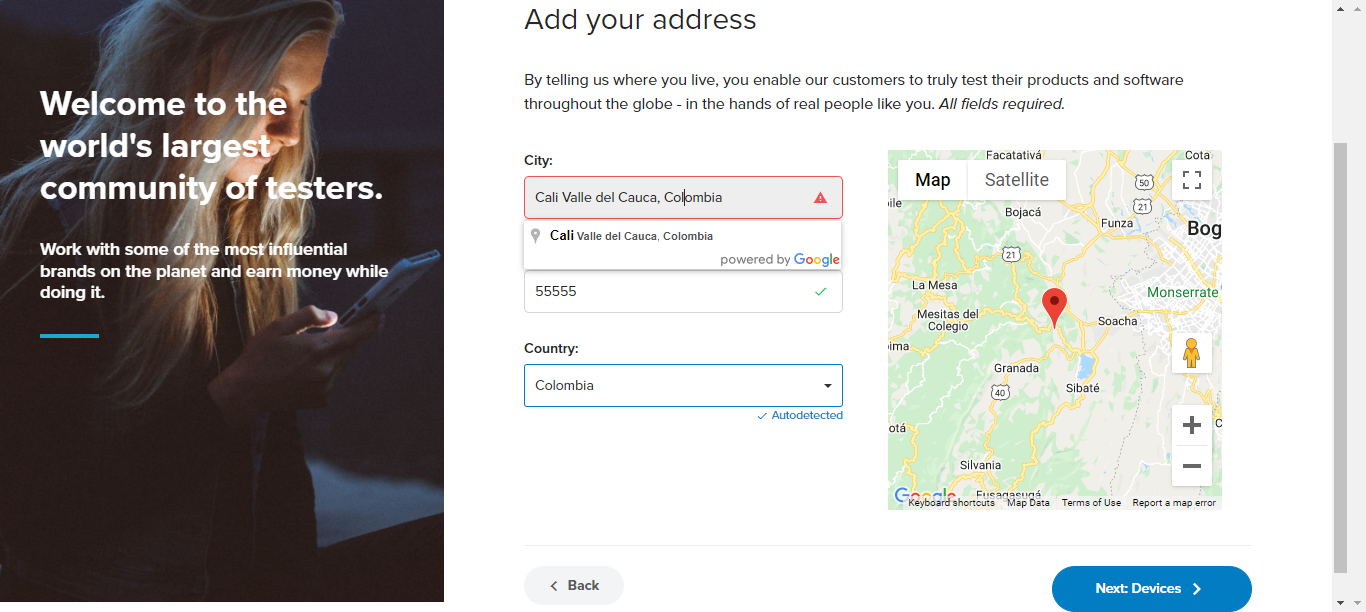 Add your address
Welcome to the
world's largest
community of testers.
Work with some of the most influential
brands on the planet and earn money while
doing it.
By telling us where you live, you enable our customers to truly test their products and software
throughout the globe - in the hands of real people like you. All fields required.
City:
Cali Valle del Cauca, Colombia
Cali Valle del Cauca, Colombia
powered by Google
55555
Country:
Colombia
Autodetected
Facatativá
Cota
Map
Satellite
50
21
Bojacá
Funza
Bog
21
La Mesa
Monserrate
Mesitas del
Colegio
Soacha
Granada
Sibaté
40
Silvania
Google
Fusagasugá
Keyboard shortcuts
Map Data
Terms of Use
Report a map error
Back
Next: Devices